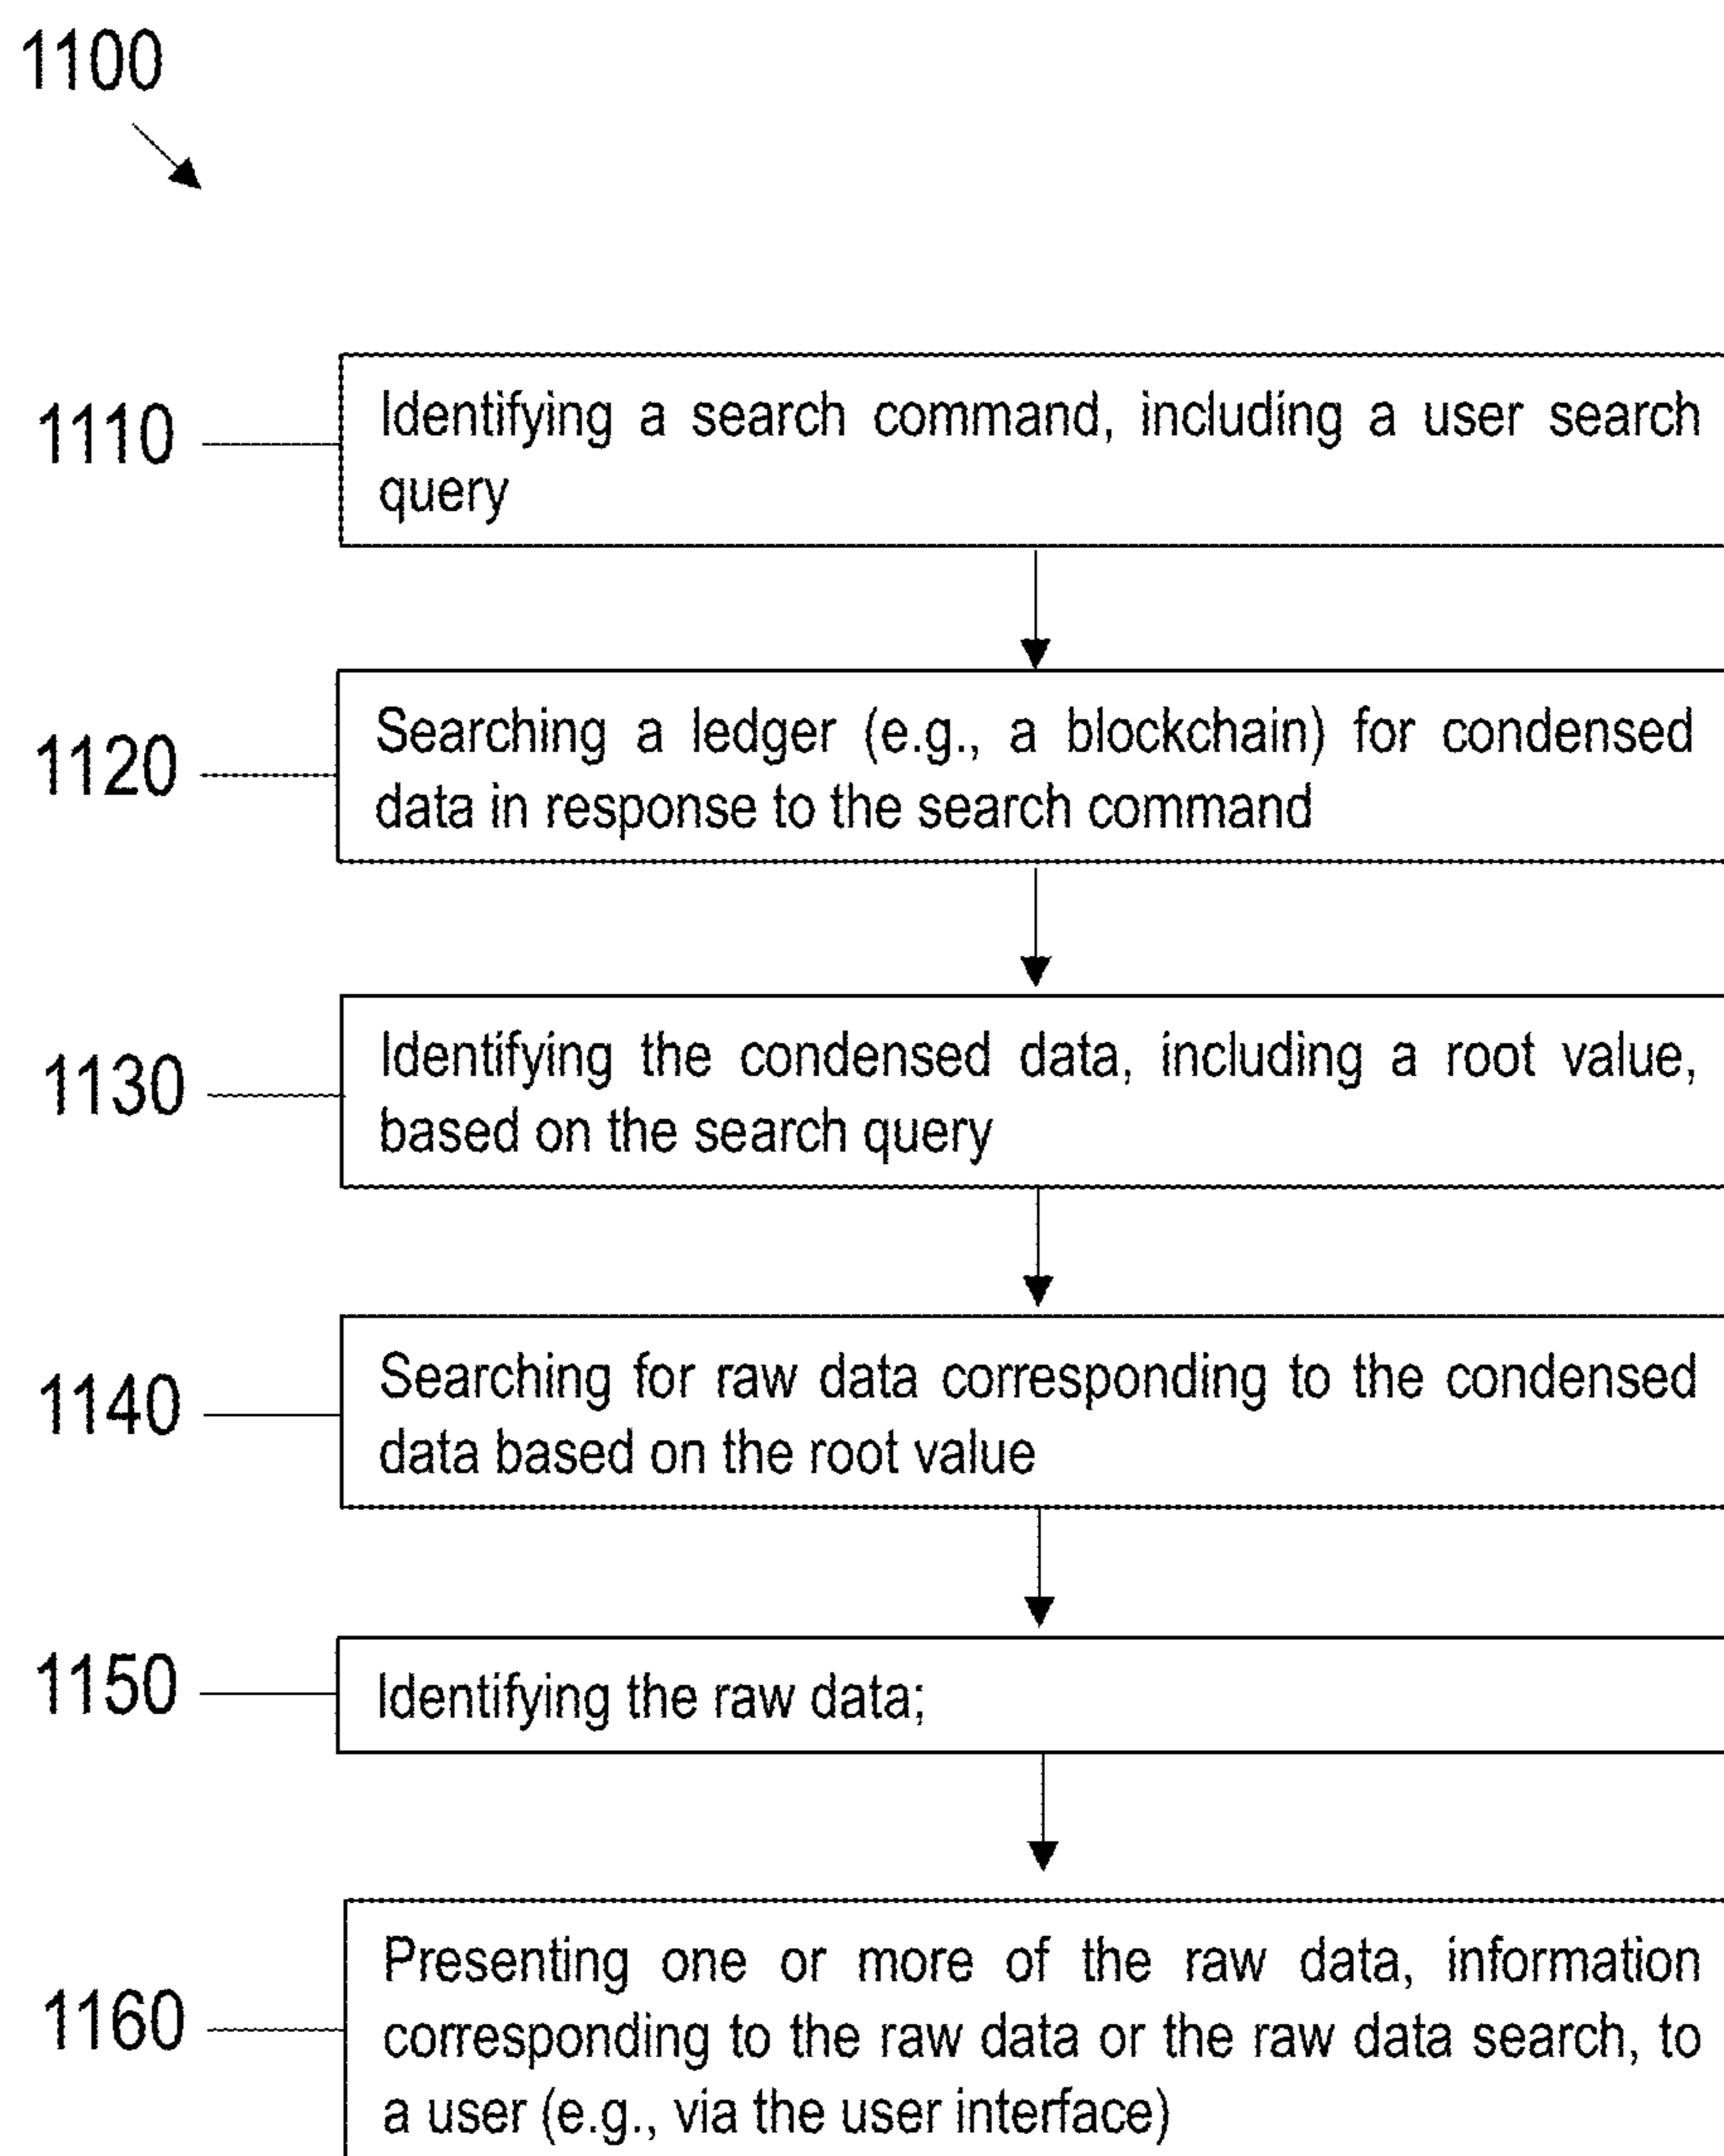 1100
1110
Identifying a search command, including a user search
query
1120
Searching a ledger (e.g., a blockchain) for condensed
data in response to the search command
1130
Identifying the condensed data, including a root value,
based on the search query
1140
Searching for raw data corresponding to the condensed
data based on the root value
1150
Identifying the raw data;
1160
Presenting one or more of the raw data, information
corresponding to the raw data or the raw data search, to
a user (e.g., via the user interface)